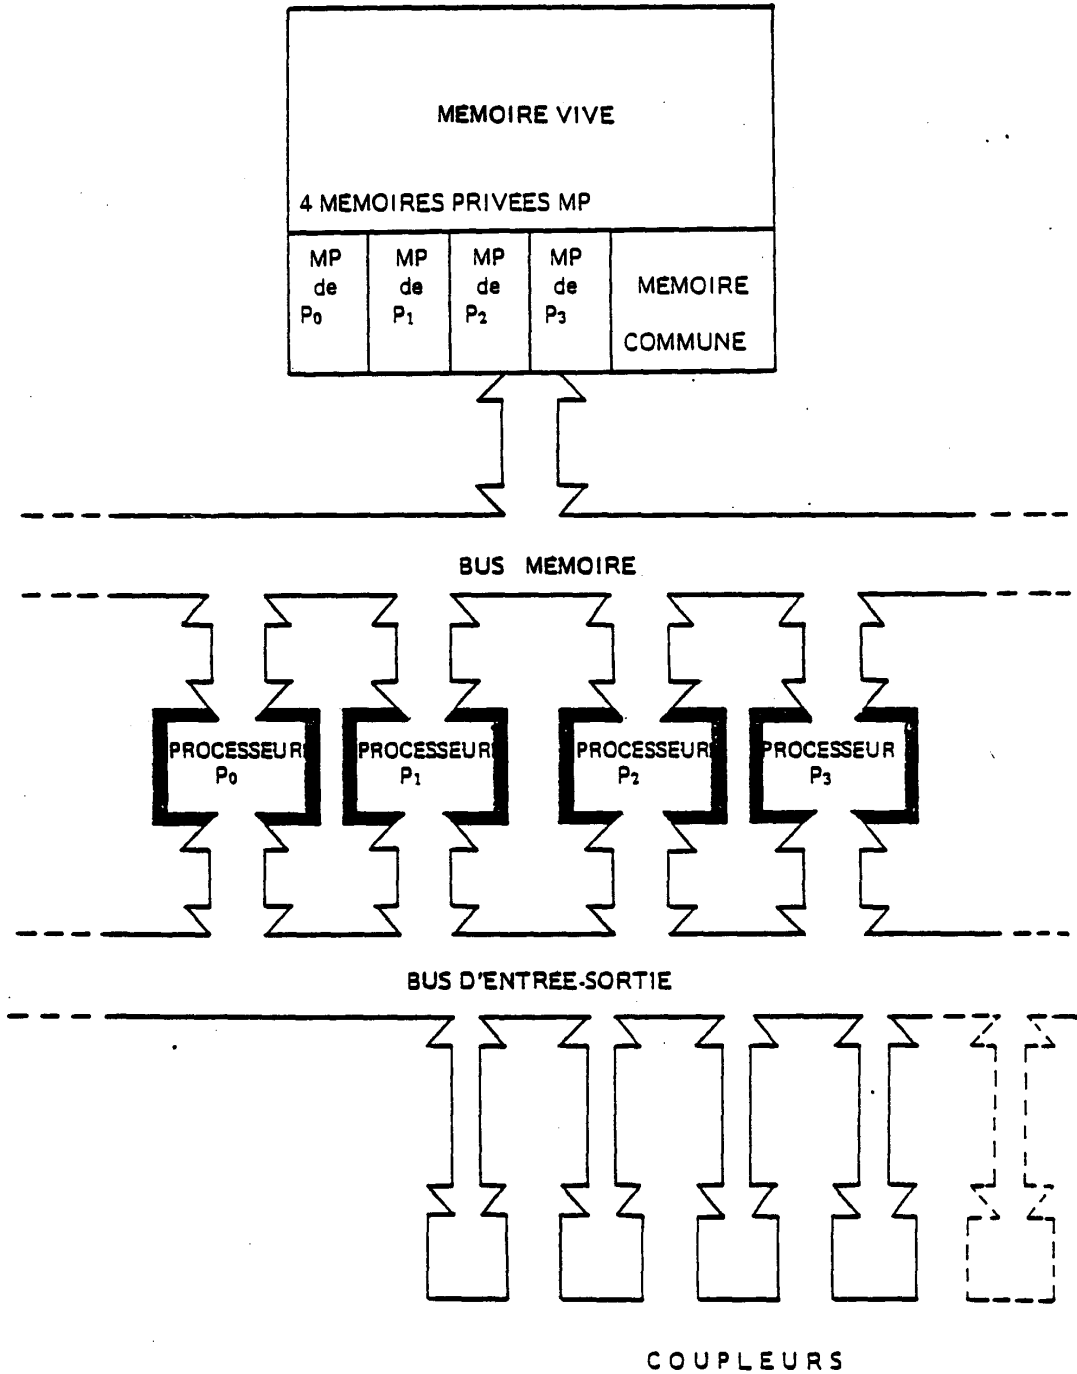 MEMOIRE VIVE
4 MEMOIRES PRIVEES MP
MP de P0
MP de P1
MP de P2
MP de P3
MEMOIRE COMMUNE
BUS MEMOIRE
PROCESSEUR P0
PROCESSEUR P1
PROCESSEUR P2
PROCESSEUR P3
BUS D'ENTREE-SORTIE
COUPLEURS